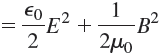 = \frac{\epsilon_0}{2} E^2 + \frac{1}{2\mu_0} B^2